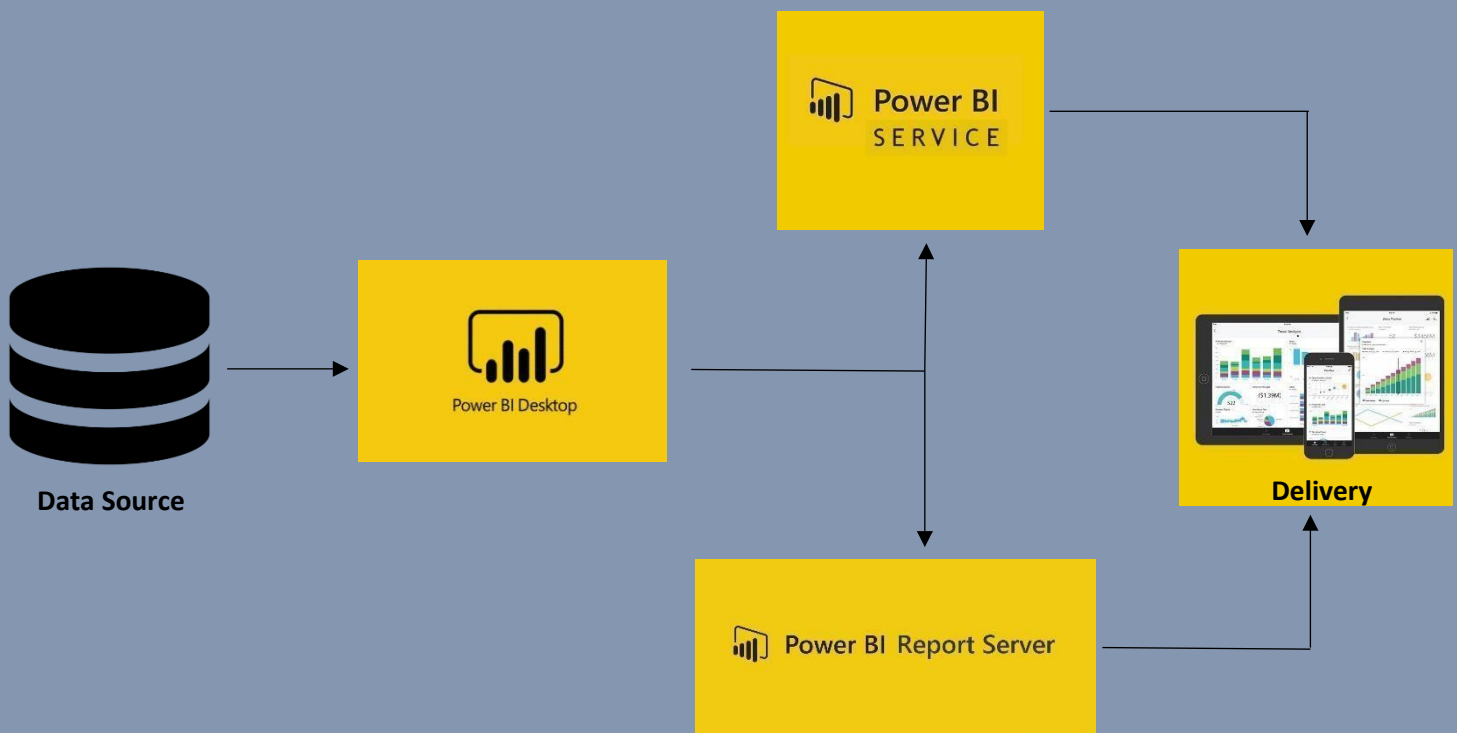 Power BI
SERVICE
Power BI Desktop
Data Source
Delivery
Power BI Report Server